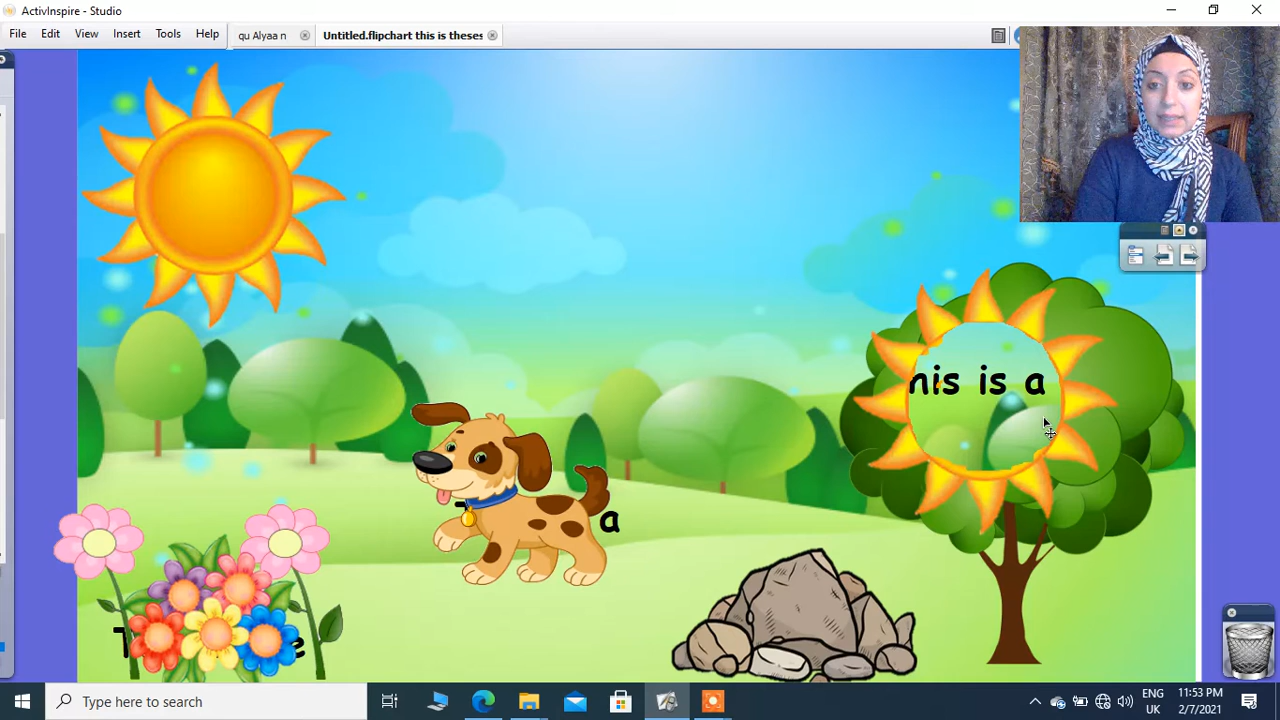 ActivInspire - Studio
File Edit View Insert Tools Help qu Alyaa n Untitled.flipchart this is theses
is a
a
Type here to search
ENG 11:53 PM
UK 2/7/2021